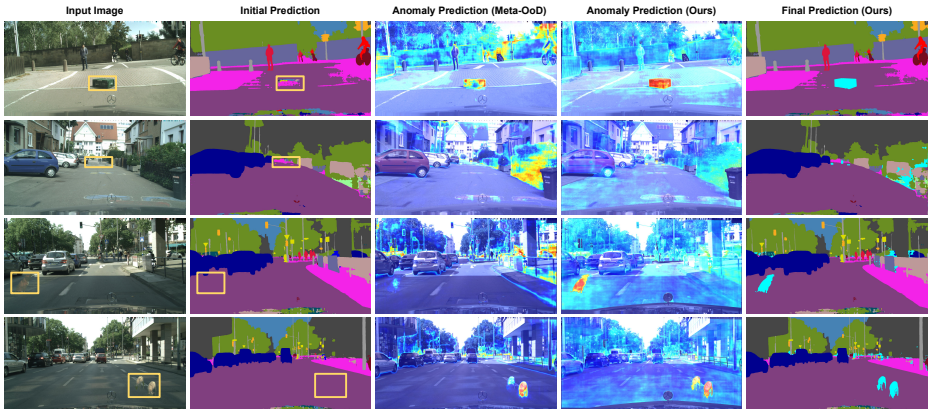 Input Image
Initial Prediction
Anomaly Prediction (Meta-OoD)
Anomaly Prediction (Ours)
Final Prediction (Ours)